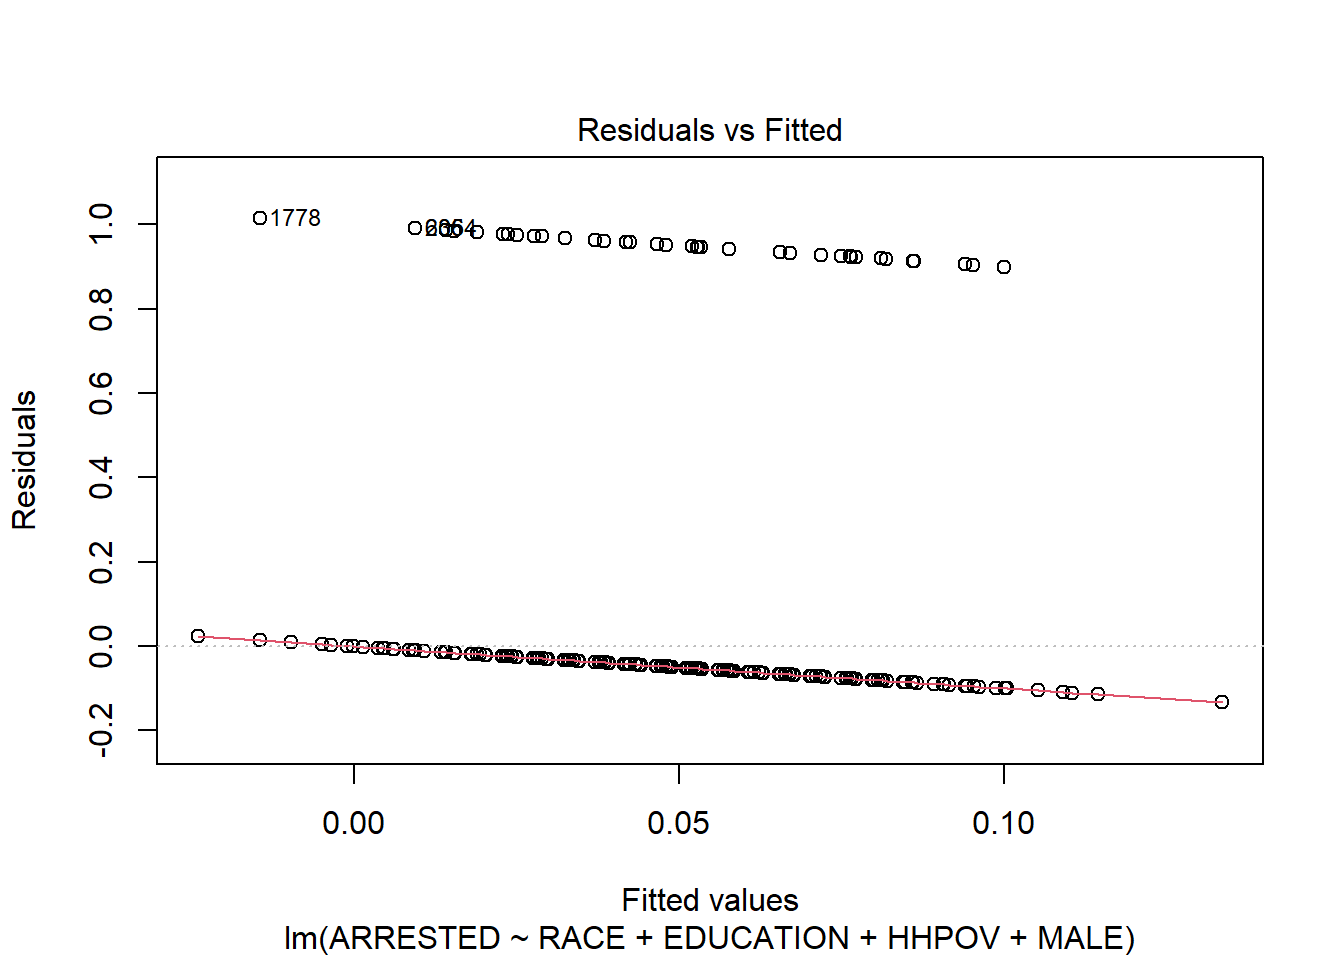 Residuals vs Fitted
1778
Residuals
1.0
0.8
0.6
0.4
0.2
0.0
-0.2
0.00 0.05 0.10
Fitted values
lm(ARRESTED ~ RACE + EDUCATION + HHPOV + MALE)